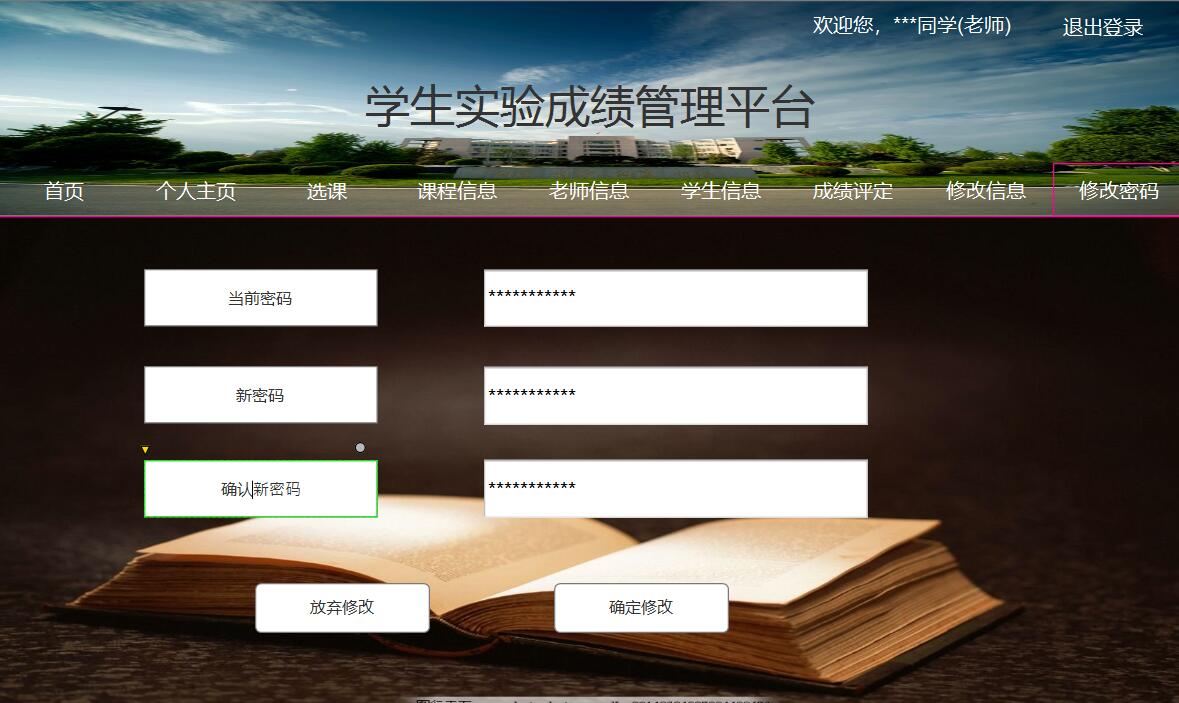 欢迎您，***同学(老师) 退出登录
学生实验成绩管理平台
首页 个人主页 选课 课程信息 老师信息 学生信息 成绩评定 修改信息 修改密码
当前密码 ***********
新密码 ***********
确认新密码 ***********
放弃修改 确定修改